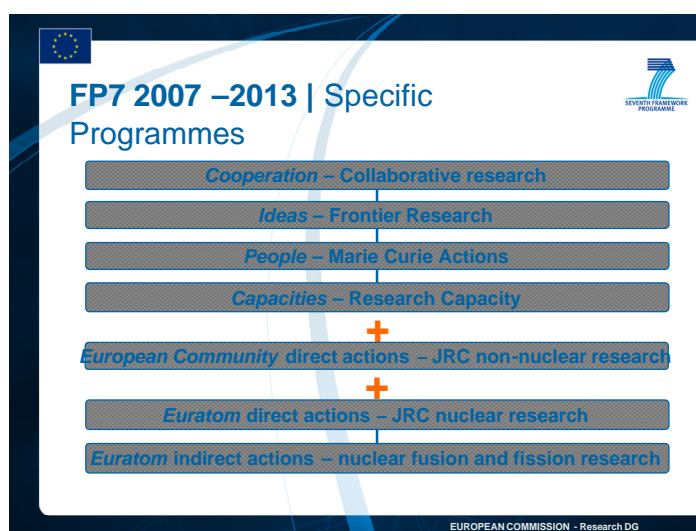 FP7 2007 –2013 | Specific
Programmes
SEVENTH FRAMEWORK
PROGRAMME
Cooperation – Collaborative research
Ideas – Frontier Research
People – Marie Curie Actions
Capacities – Research Capacity
+
European Community direct actions – JRC non-nuclear research
+
Euratom direct actions – JRC nuclear research
Euratom indirect actions – nuclear fusion and fission research
EUROPEAN COMMISSION - Research DG